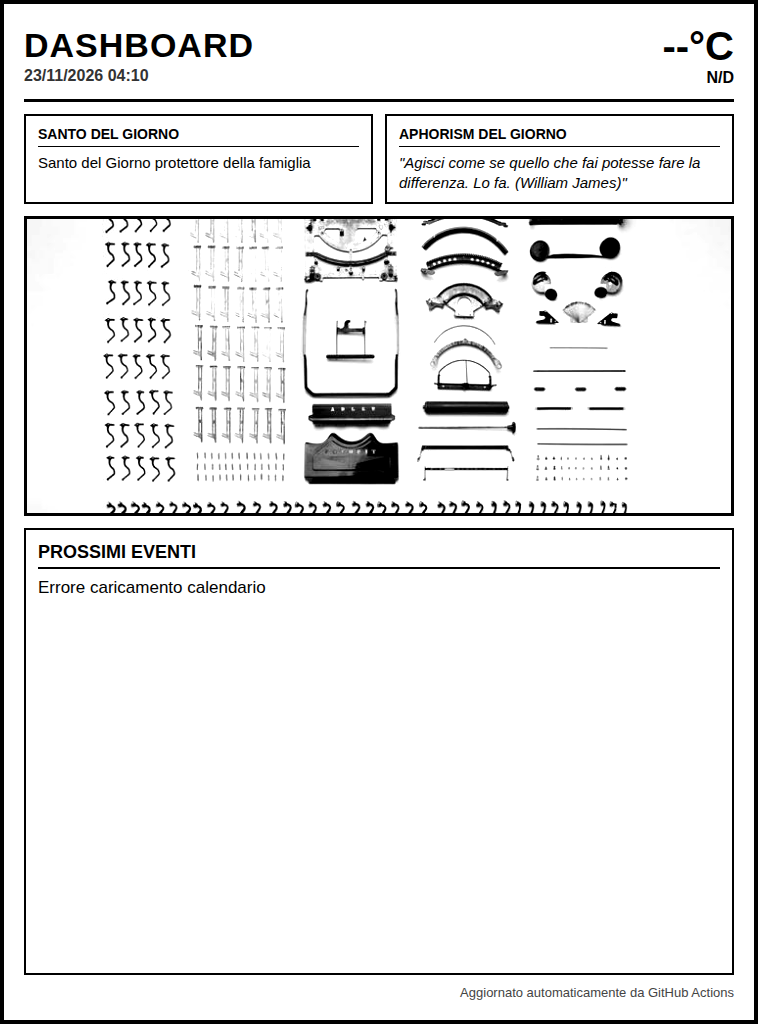 DASHBOARD
23/11/2026 04:10
--°C
N/D
SANTO DEL GIORNO
Santo del Giorno protettore della famiglia
APHORISM DEL GIORNO
"Agisci come se quello che fai potesse fare la
differenza. Lo fa. (William James)"
ADLER
PROSSIMI EVENTI
Errore caricamento calendario
Aggiornato automaticamente da GitHub Actions